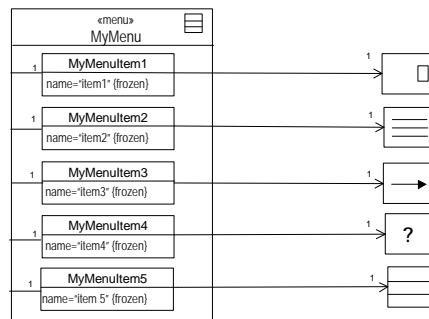 «menu»
MyMenu
1 MyMenuItem1 1
name="item1" {frozen}
1 MyMenuItem2 1
name="item2" {frozen}
1 MyMenuItem3 1
name="item3" {frozen}
1 MyMenuItem4 1 ?
name="item4" {frozen}
1 MyMenuItem5 1
name="item 5" {frozen}